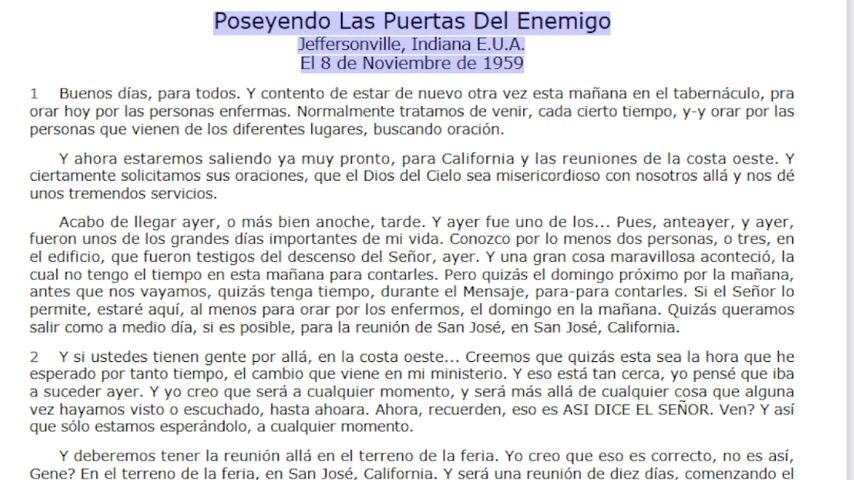 Poseyendo Las Puertas Del Enemigo
Jeffersonville, Indiana E.U.A.
El 8 de Noviembre de 1959
1 Buenos días, para todos. Y contento de estar de nuevo otra vez esta mañana en el tabernáculo, pra
orar hoy por las personas enfermas. Normalmente tratamos de venir, cada cierto tiempo, y-y orar por las
personas que vienen de los diferentes lugares, buscando oración.
Y ahora estaremos saliendo ya muy pronto, para California y las reuniones de la costa oeste. Y
ciertamente solicitamos sus oraciones, que el Dios del Cielo sea misericordioso con nosotros allá y nos dé
unos tremendos servicios.
Acabo de llegar ayer, o más bien anoche, tarde. Y ayer fue uno de los... Pues, anteayer, y ayer,
fueron unos de los grandes días importantes de mi vida. Conozco por lo menos dos personas, o tres, en
el edificio, que fueron testigos del descenso del Señor, ayer. Y una gran cosa maravillosa aconteció, la
cual no tengo el tiempo en esta mañana para contarles. Pero quizás el domingo próximo por la mañana,
antes que nos vayamos, quizás tenga tiempo, durante el Mensaje, para-para contarles. Si el Señor lo
permite, estaré aquí, al menos para orar por los enfermos, el domingo en la mañana. Quizás queramos
salir como a medio día, si es posible, para la reunión de San José, en San José, California.
2 Y si ustedes tienen gente por allá, en la costa oeste... Creemos que quizás esta sea la hora que he
esperado por tanto tiempo, el cambio que viene en mi ministerio. Y eso está tan cerca, yo pensé que iba
a suceder ayer. Y yo creo que será a cualquier momento, y será más allá de cualquier cosa que alguna
vez hayamos visto o escuchado, hasta ahoara. Ahora, recuerden, eso es ASI DICE EL SEÑOR. Ven? Y así
que sólo estamos esperándolo, a cualquier momento.
Y deberemos tener la reunión allá en el terreno de la feria. Yo creo que eso es correcto, no es así,
Gene? En el terreno de la feria, en San José, California. Y será una reunión de diez días, comenzando el